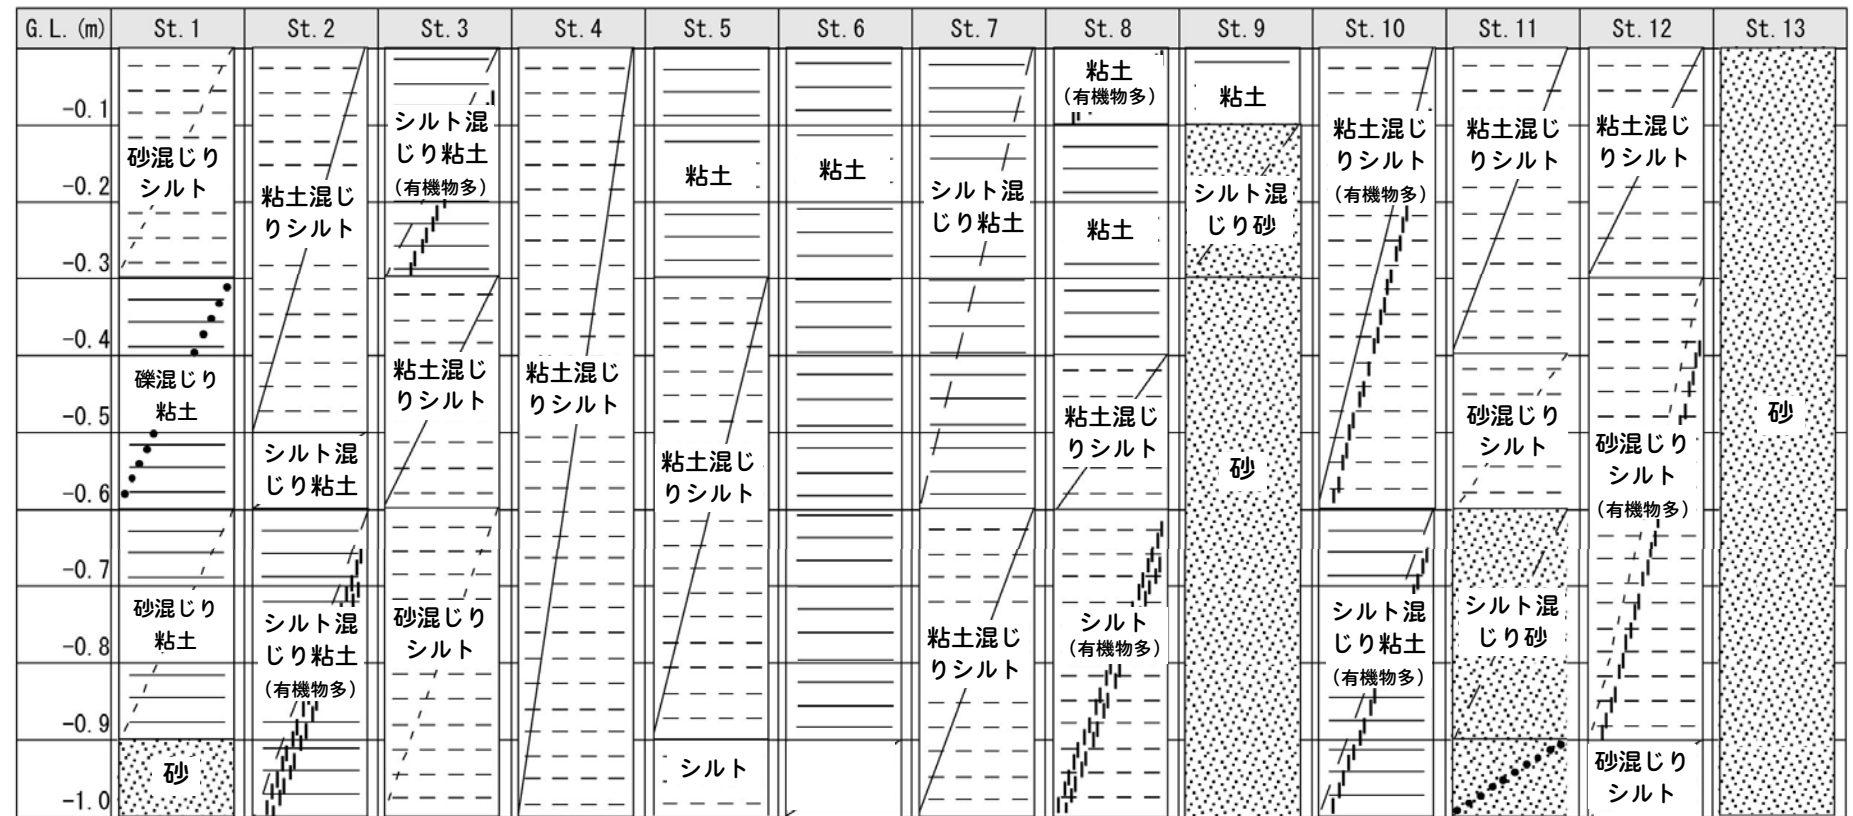 G.L.(m) St.1 St.2 St.3 St.4 St.5 St.6 St.7 St.8 St.9 St.10 St.11 St.12 St.13
-0.1
-0.2
-0.3
-0.4
-0.5
-0.6
-0.7
-0.8
-0.9
-1.0
砂混じり
シルト
礫混じり
粘土
砂混じり
粘土
砂
粘土混じ
りシルト
シルト混
じり粘土
シルト混
じり粘土
（有機物多）
シルト混
じり粘土
（有機物多）
粘土混じ
りシルト
砂混じり
シルト
粘土混じ
りシルト
粘土
粘土混じ
りシルト
シルト
粘土
シルト混
じり粘土
粘土混じ
りシルト
粘土
（有機物多）
粘土
粘土混じ
りシルト
シルト
（有機物多）
粘土
シルト混
じり砂
砂
粘土混じ
りシルト
（有機物多）
シルト混
じり粘土
（有機物多）
粘土混じ
りシルト
砂混じり
シルト
シルト混
じり砂
粘土混じ
りシルト
砂混じり
シルト
（有機物多）
砂混じり
シルト
砂